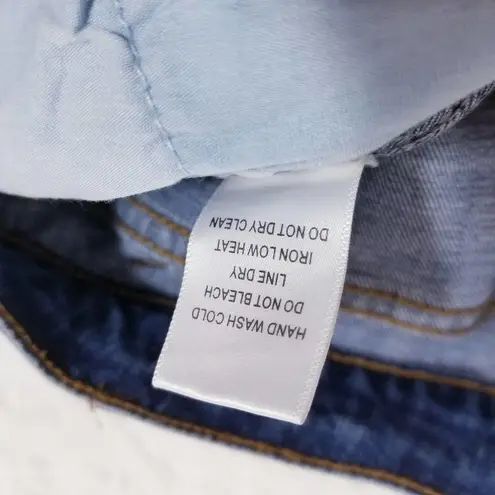 HAND WASH COLD
DO NOT BLEACH
LINE DRY
IRON LOW HEAT
DO NOT DRY CLEAN